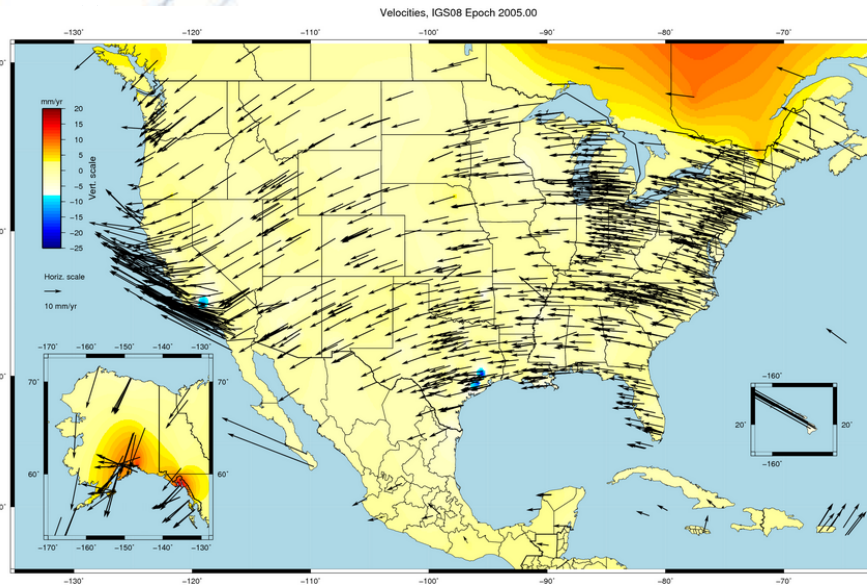 Velocities, IGS08 Epoch 2005.00
−130˚ −120˚ −110˚ −100˚ −90˚ −80˚ −70˚
mm/yr
20
15
10
5
0
−5
−10
−15
−20
−25
Vert. scale
Horiz. scale
10 mm/yr
−170˚ −160˚ −150˚ −140˚ −130˚
70˚ 70˚
60˚ 60˚
−170˚ −160˚ −150˚ −140˚ −130˚
−160˚
20˚ 20˚
−160˚
−130˚ −120˚ −110˚ −100˚ −90˚ −80˚ −70˚